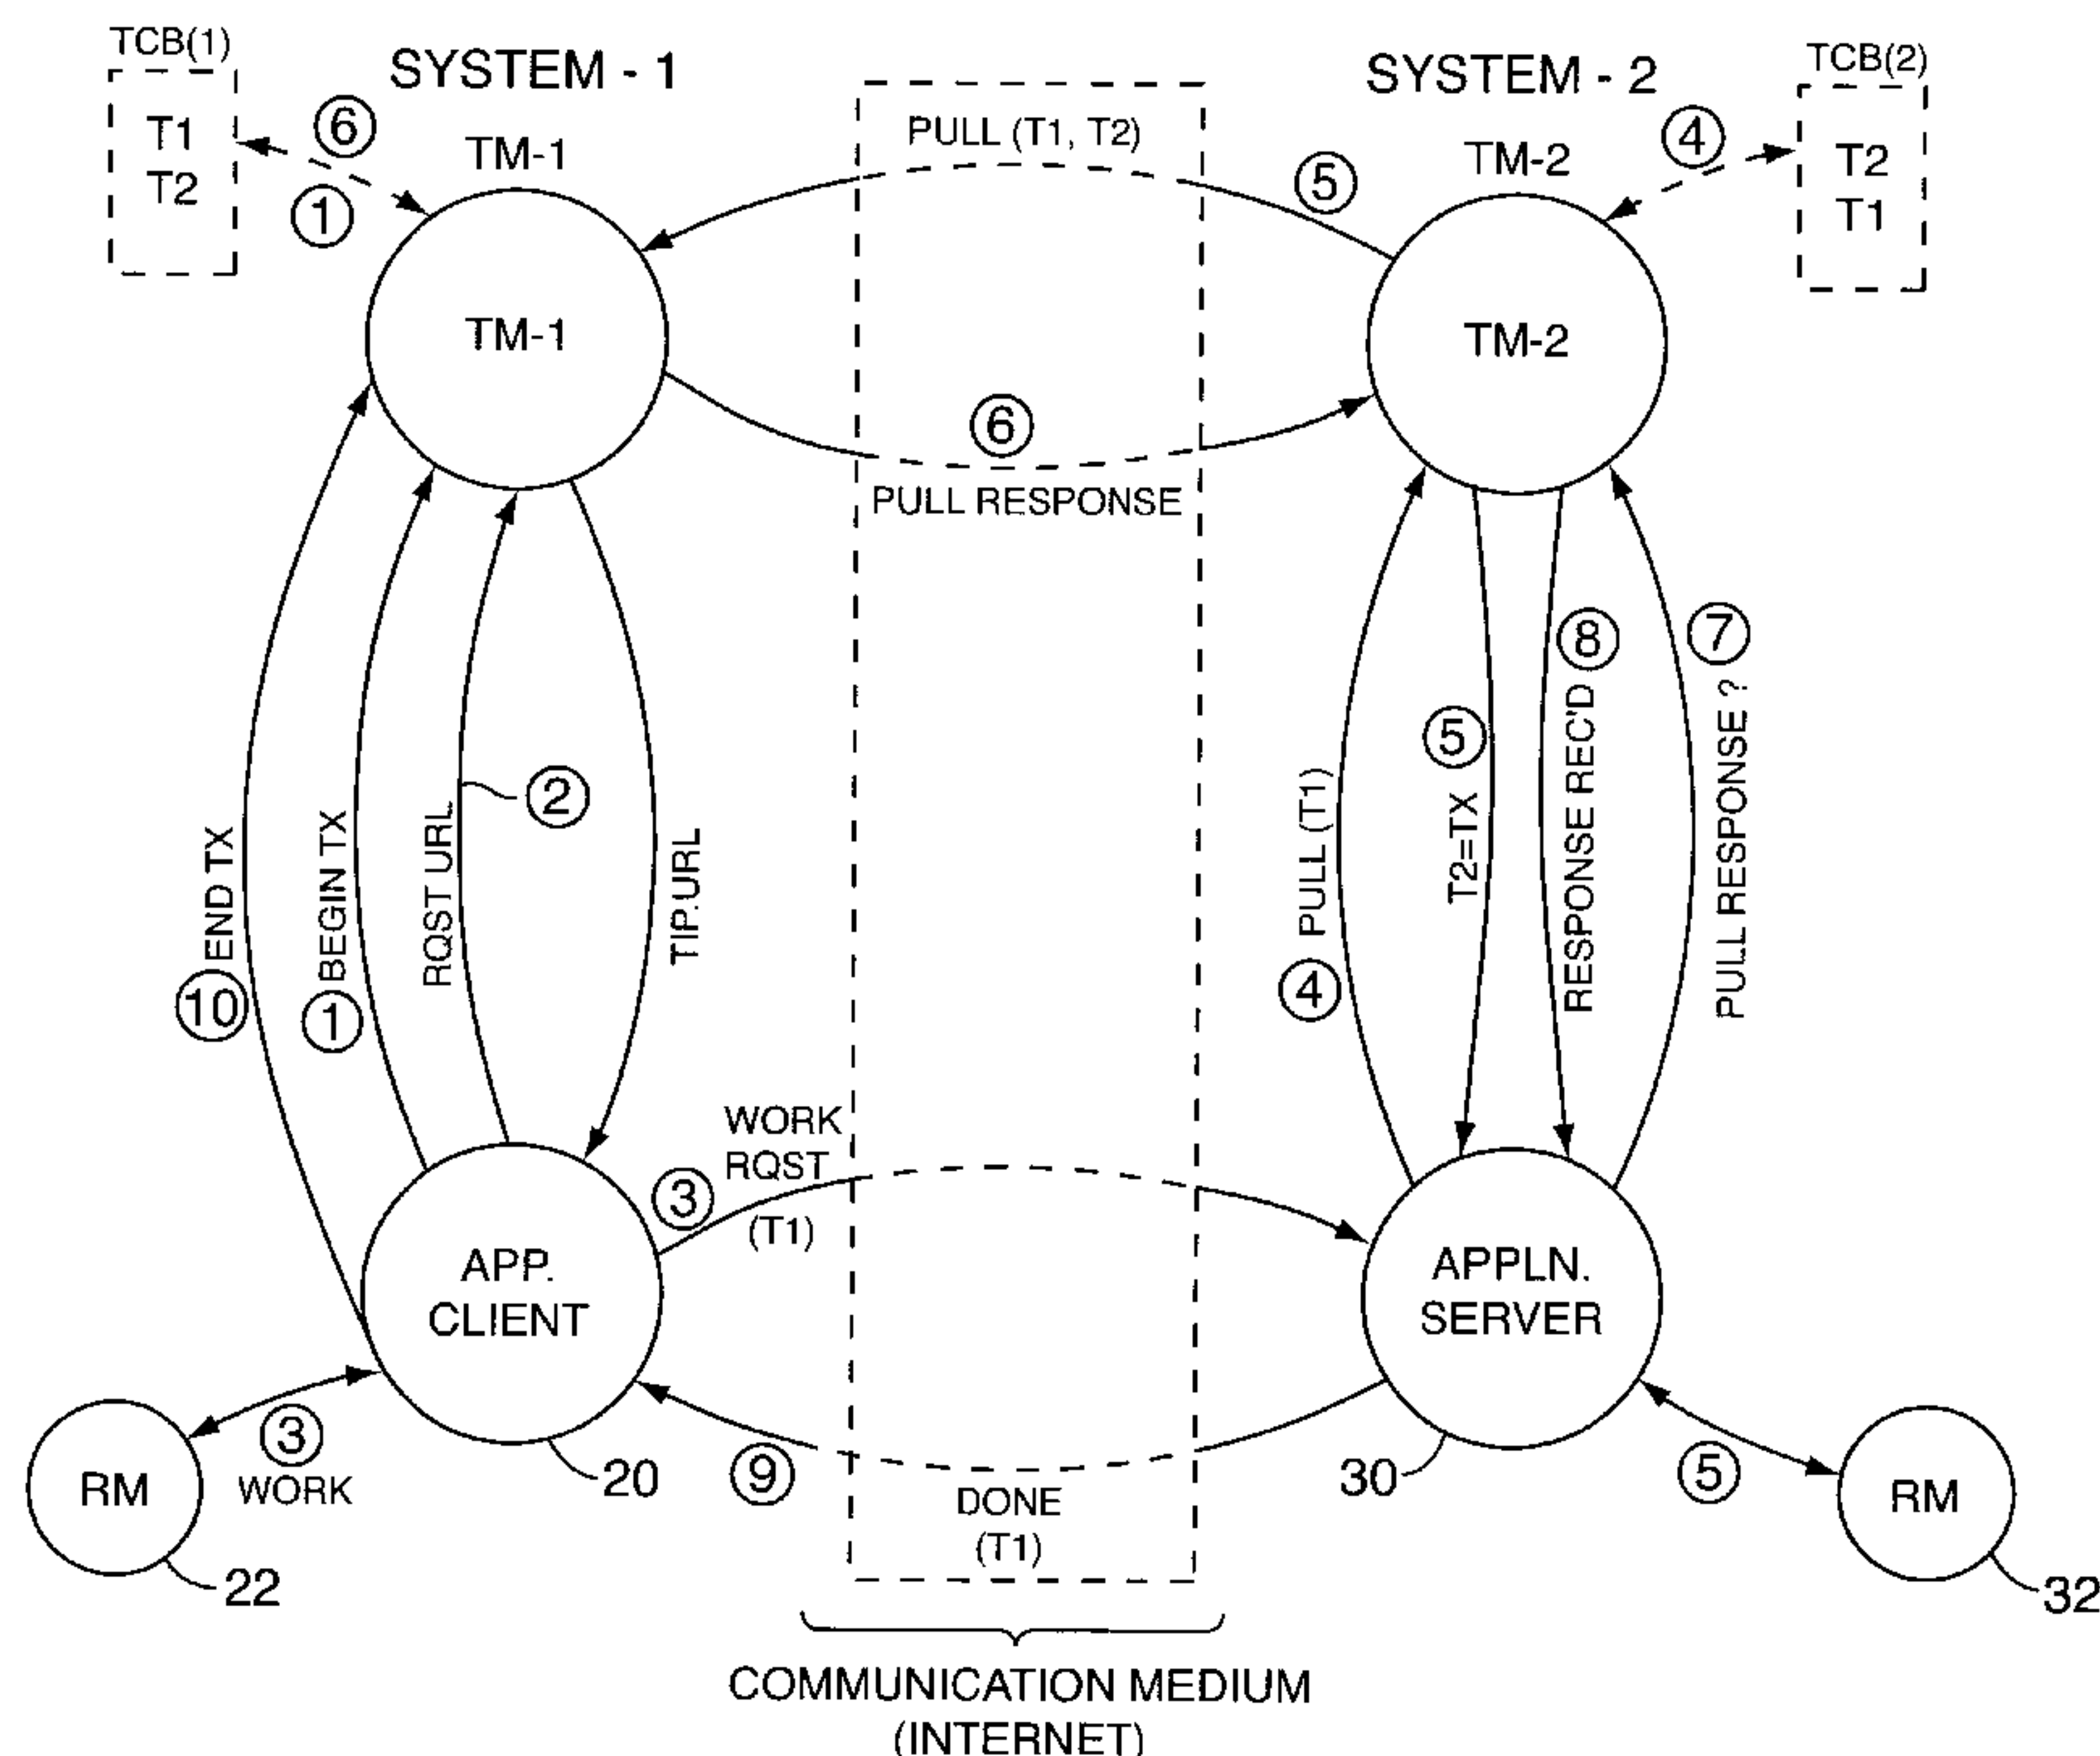 TCB(1)
SYSTEM - 1
SYSTEM - 2
TCB(2)
T1
T2
6
1
TM-1
PULL (T1, T2)
5
TM-2
4
T2
T1
TM-1
TM-2
6
PULL RESPONSE
10 END TX
1 BEGIN TX
RQST URL
2
TIP.URL
4 PULL (T1)
5
T2=TX
8
RESPONSE REC'D
7
PULL RESPONSE ?
WORK
RQST
3
(T1)
APP.
CLIENT
APPLN.
SERVER
RM
3
WORK
20
22
9
DONE
(T1)
30
5
RM
32
COMMUNICATION MEDIUM
(INTERNET)